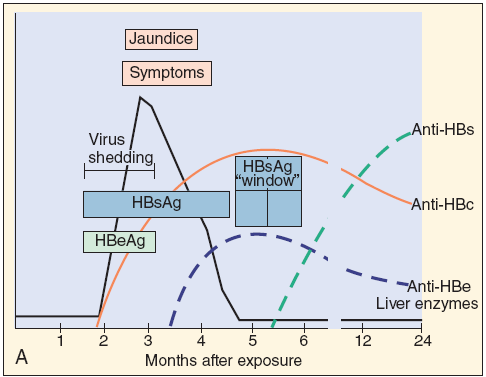 Jaundice
Symptoms
Virus
shedding
HBsAg
HBeAg
HBsAg
"window"
Anti-HBs
Anti-HBc
Anti-HBe
Liver enzymes
1 2 3 4 5 6 12 24
A
Months after exposure